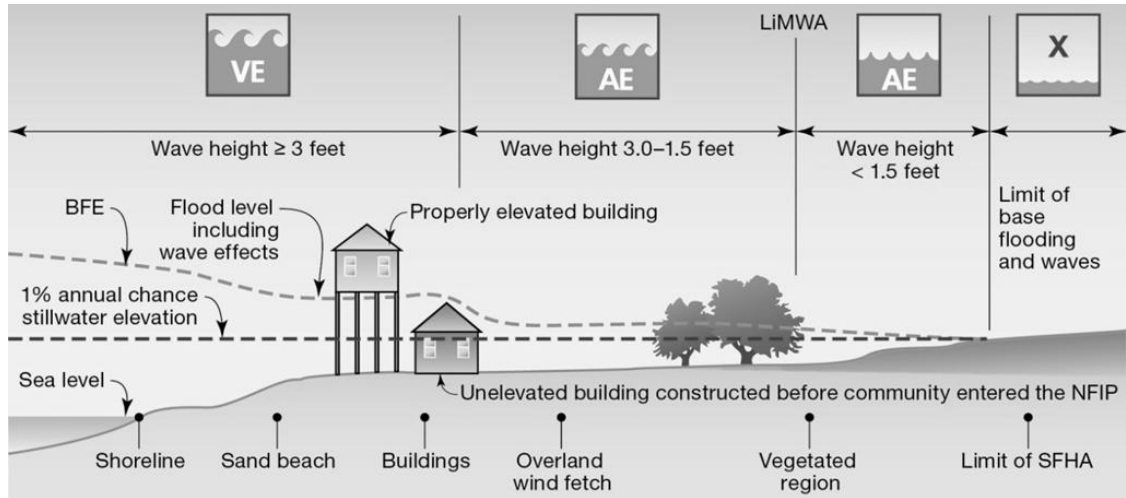 LiMWA
VE
AE
AE
X
Wave height ≥ 3 feet
Wave height 3.0–1.5 feet
Wave height
< 1.5 feet
BFE
Flood level
including
wave effects
Properly elevated building
Limit of
base
flooding
and waves
1% annual chance
stillwater elevation
Sea level
Unelevated building constructed before community entered the NFIP
Shoreline
Sand beach
Buildings
Overland
wind fetch
Vegetated
region
Limit of SFHA